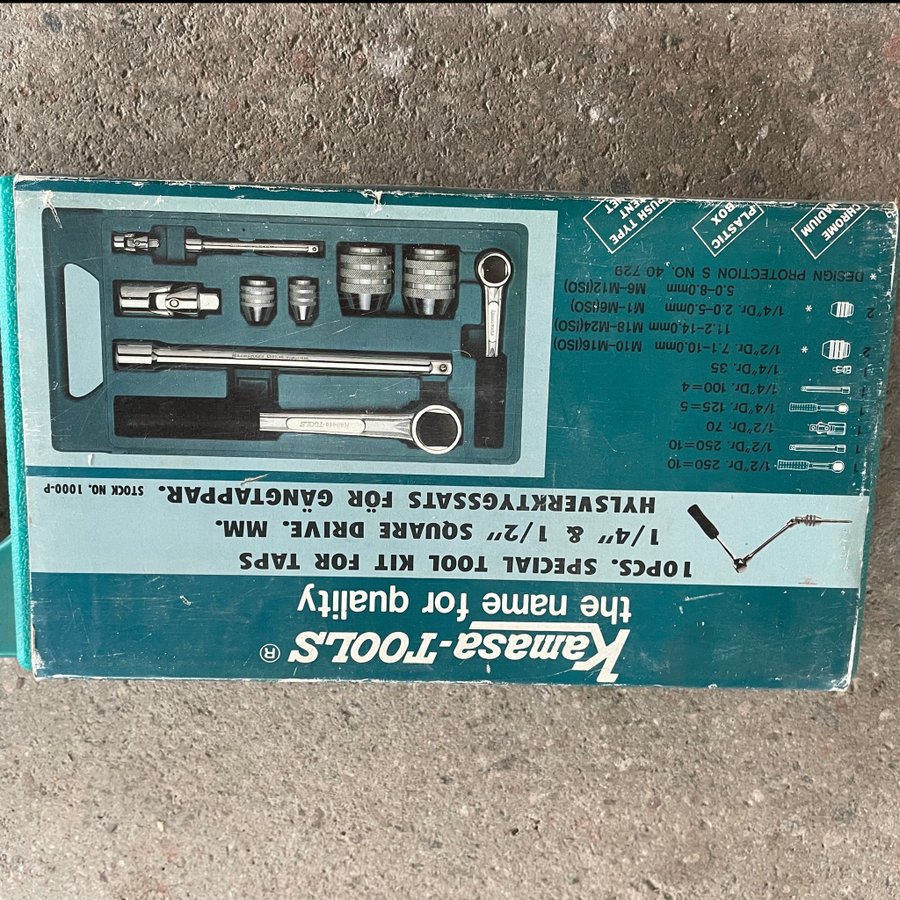 Kamasa-TOOLS ®
the name for quality
10PCS. SPECIAL TOOL KIT FOR TAPS
1/4" & 1/2" SQUARE DRIVE. MM.
HYLSVERKTYGSSATS FÖR GÄNGTAPPAR. STOCK NO. 1000-P
1 1/2"Dr. 250=10
1 1/2"Dr. 250=10
1 1/2"Dr. 70
1 1/4"Dr. 125=5
1 1/4"Dr. 100=4
1 1/4"Dr. 35
2 * 1/2"Dr. 7.1-10.0mm M10-M16(ISO)
11.2-14.0mm M18-M24(ISO)
2 * 1/4"Dr. 2.0-5.0mm M1-M6(ISO)
5.0-8.0mm M6-M12(ISO)
* DESIGN PROTECTION S NO. 40 729
CHROME
PLASTIC
BOX
PUSH TYPE
KAMASA-TOOLS